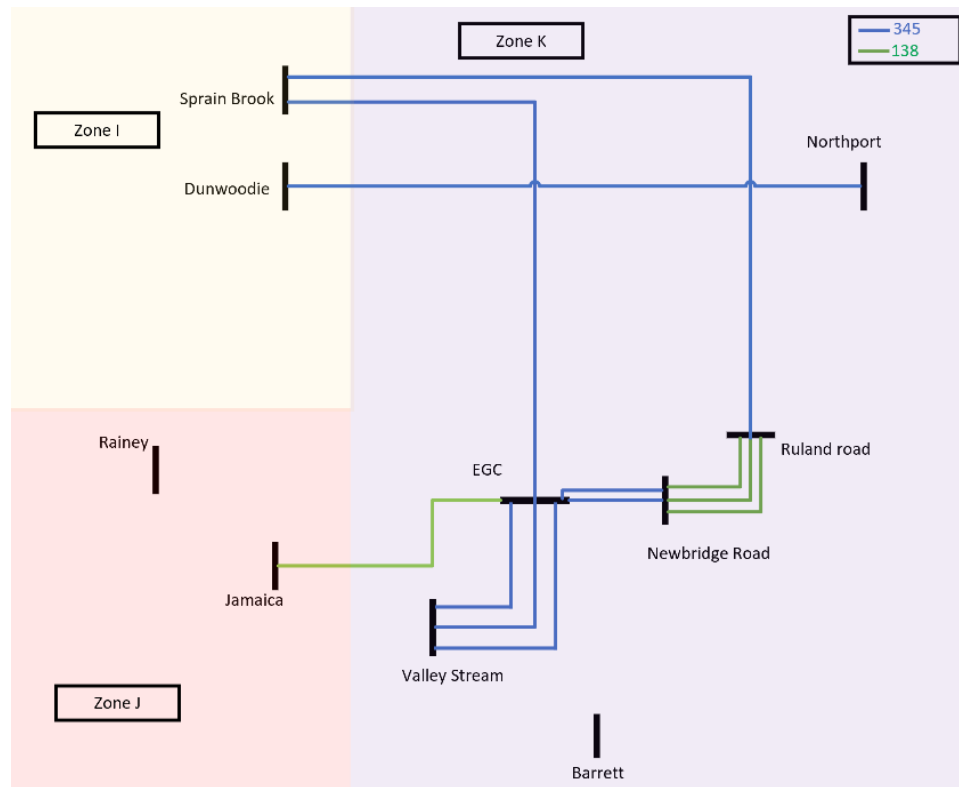 Zone K
345
138
Sprain Brook
Zone I
Northport
Dunwoodie
Rainey
EGC
Ruland road
Newbridge Road
Jamaica
Valley Stream
Zone J
Barrett